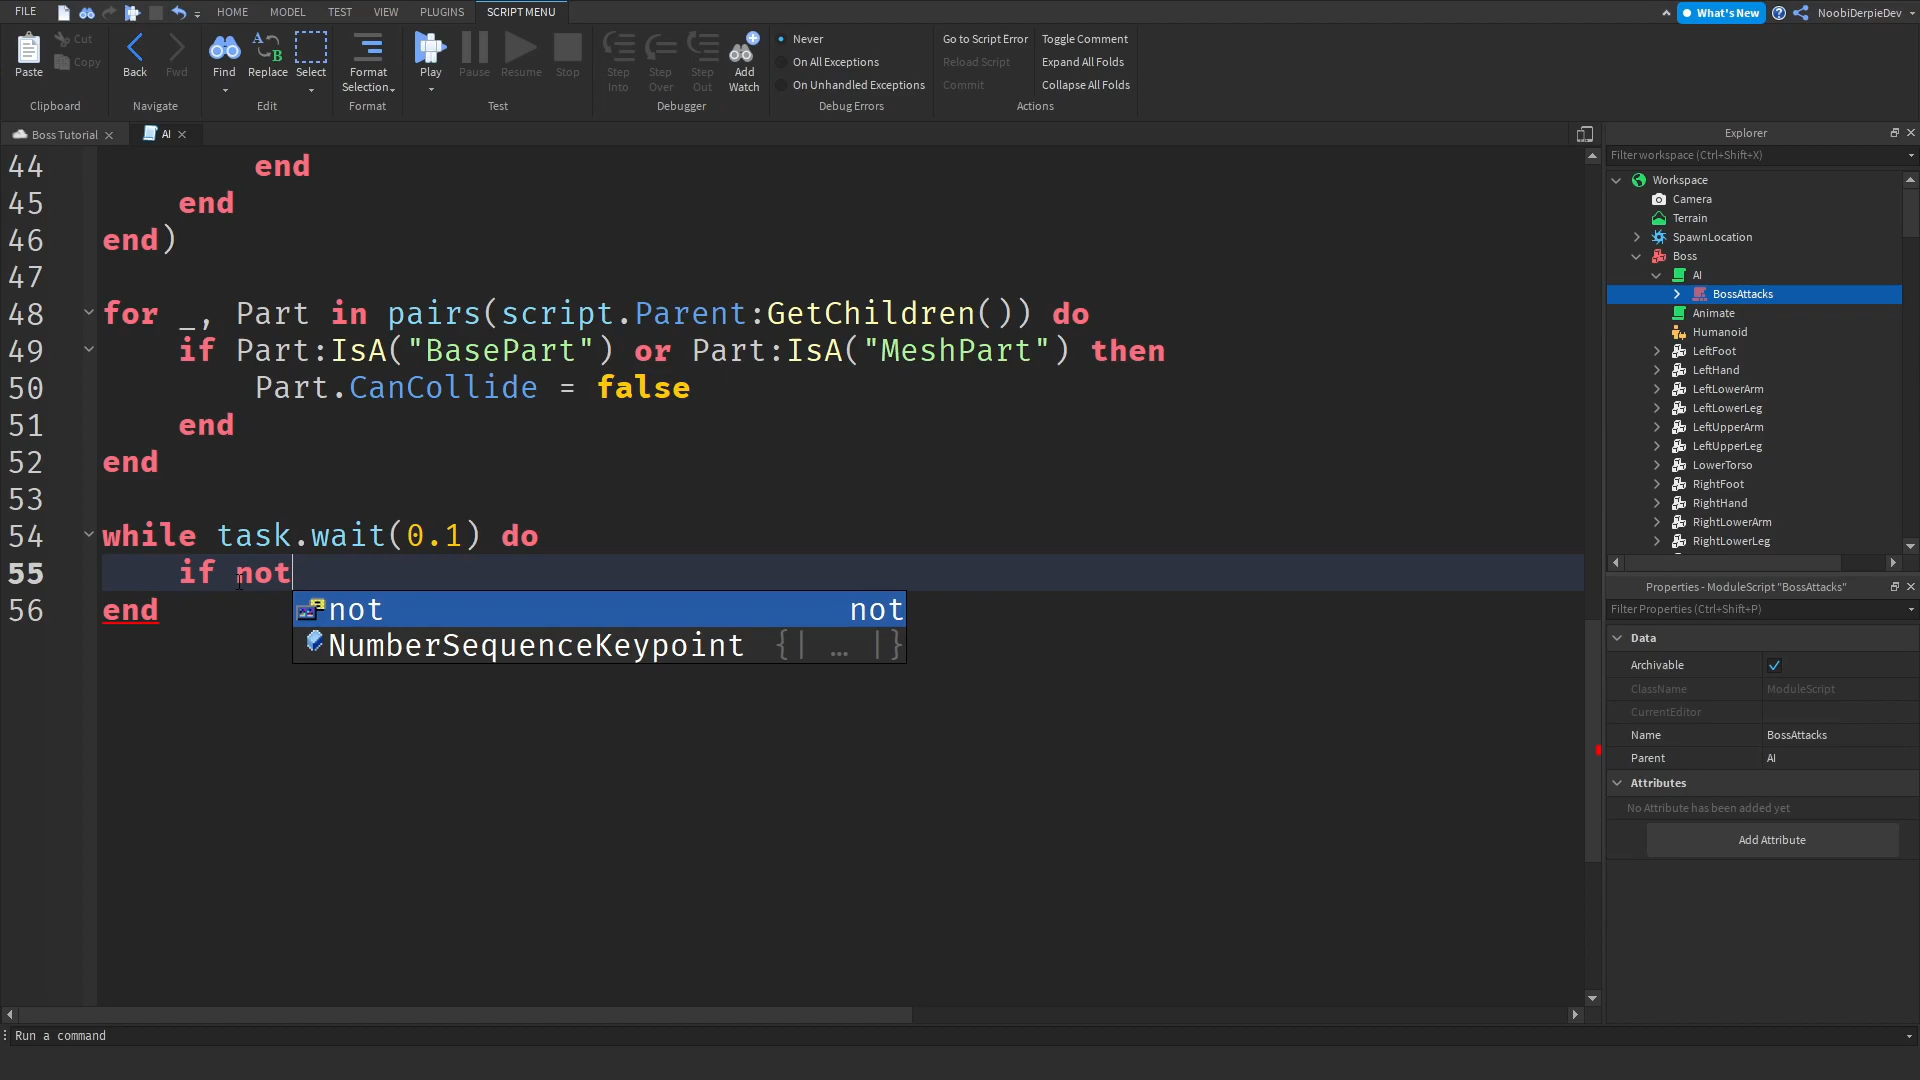 FILE HOME MODEL TEST VIEW PLUGINS SCRIPT MENU What's New NoobiDerpieDev
Paste Cut Copy Clipboard
Back Fwd Navigate
Find Replace Select Edit
Format Selection Format
Play Pause Resume Stop Test
Step Into Step Over Step Out Add Watch Debugger
Never
On All Exceptions
On Unhandled Exceptions
Debug Errors
Go to Script Error Toggle Comment
Reload Script Expand All Folds
Commit Collapse All Folds
Actions
Boss Tutorial AI
44 end
45 end
46 end)
47
48 for _, Part in pairs(script.Parent:GetChildren()) do
49 if Part:IsA("BasePart") or Part:IsA("MeshPart") then
50 Part.CanCollide = false
51 end
52 end
53
54 while task.wait(0.1) do
55 if not
56 end
not not
NumberSequenceKeypoint {| … |}
Explorer
Filter workspace (Ctrl+Shift+X)
Workspace
Camera
Terrain
SpawnLocation
Boss
AI
BossAttacks
Animate
Humanoid
LeftFoot
LeftHand
LeftLowerArm
LeftLowerLeg
LeftUpperArm
LeftUpperLeg
LowerTorso
RightFoot
RightHand
RightLowerArm
RightLowerLeg
Properties - ModuleScript "BossAttacks"
Filter Properties (Ctrl+Shift+P)
Data
Archivable
ClassName ModuleScript
CurrentEditor
Name BossAttacks
Parent AI
Attributes
No Attribute has been added yet
Add Attribute
Run a command